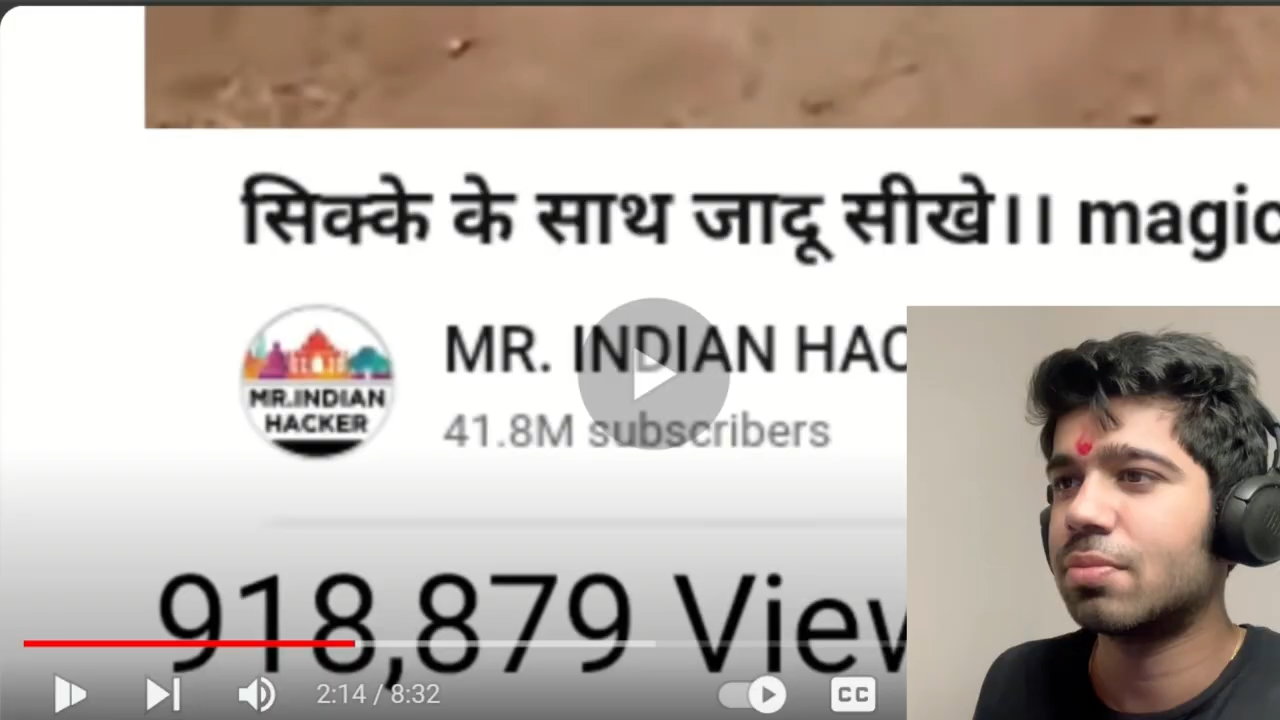 सिक्के के साथ जादू सीखे।। magic
MR. INDIAN HAC
MR.INDIAN
HACKER
41.8M subscribers
918,879 View
2:14 / 8:32
CC